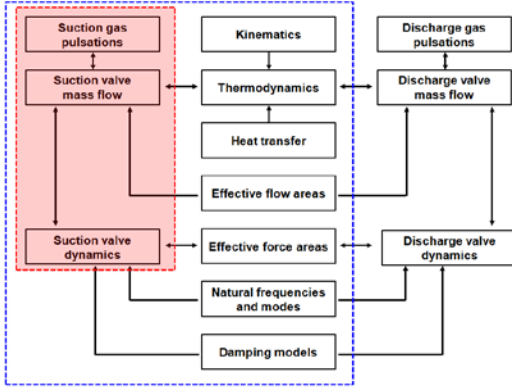 Suction gas
pulsations
Kinematics
Discharge gas
pulsations
Suction valve
mass flow
Thermodynamics
Discharge valve
mass flow
Heat transfer
Effective flow areas
Suction valve
dynamics
Effective force areas
Discharge valve
dynamics
Natural frequencies
and modes
Damping models